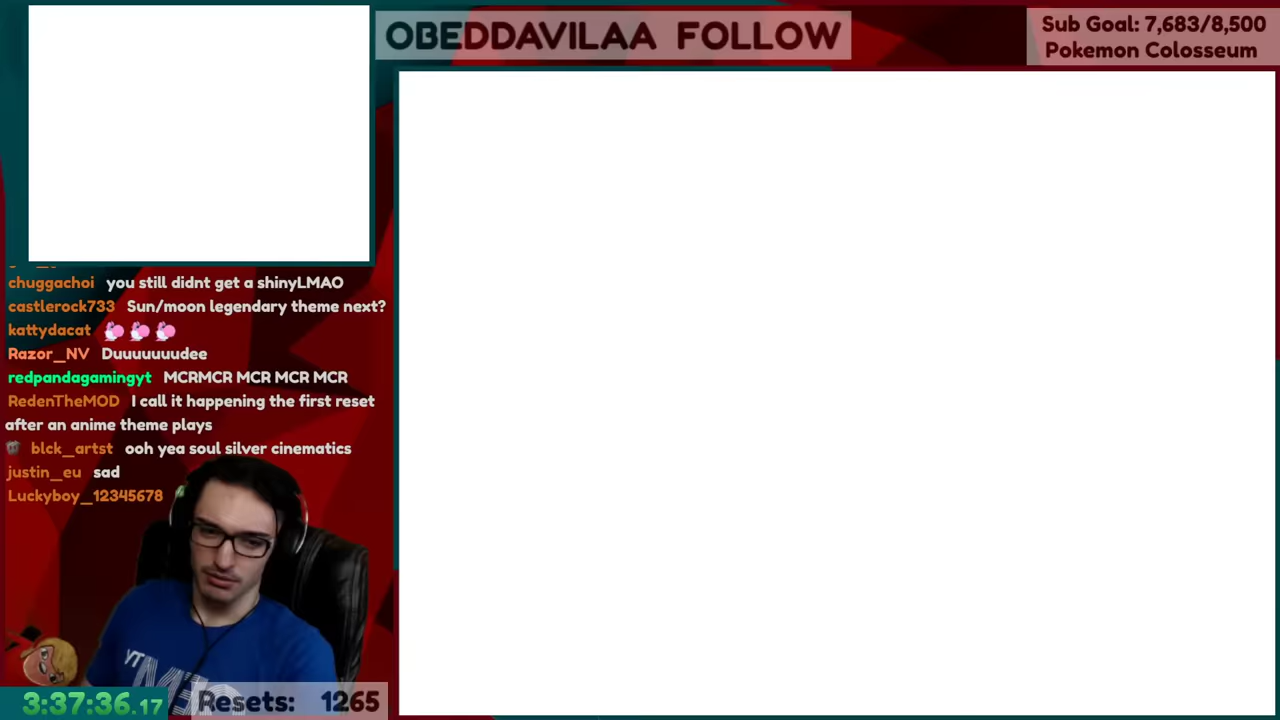 OBEDDAVILAA FOLLOW
Sub Goal: 7,683/8,500
Pokemon Colosseum
chuggachoi you still didnt get a shinyLMAO
castlerock733 Sun/moon legendary theme next?
kattydacat
Razor_NV Duuuuuuudee
redpandagamingyt MCRMCR MCR MCR MCR
RedenTheMOD I call it happening the first reset
after an anime theme plays
blck_artst ooh yea soul silver cinematics
justin_eu sad
Luckyboy_12345678
YT
3:37:36.17
Resets: 1265